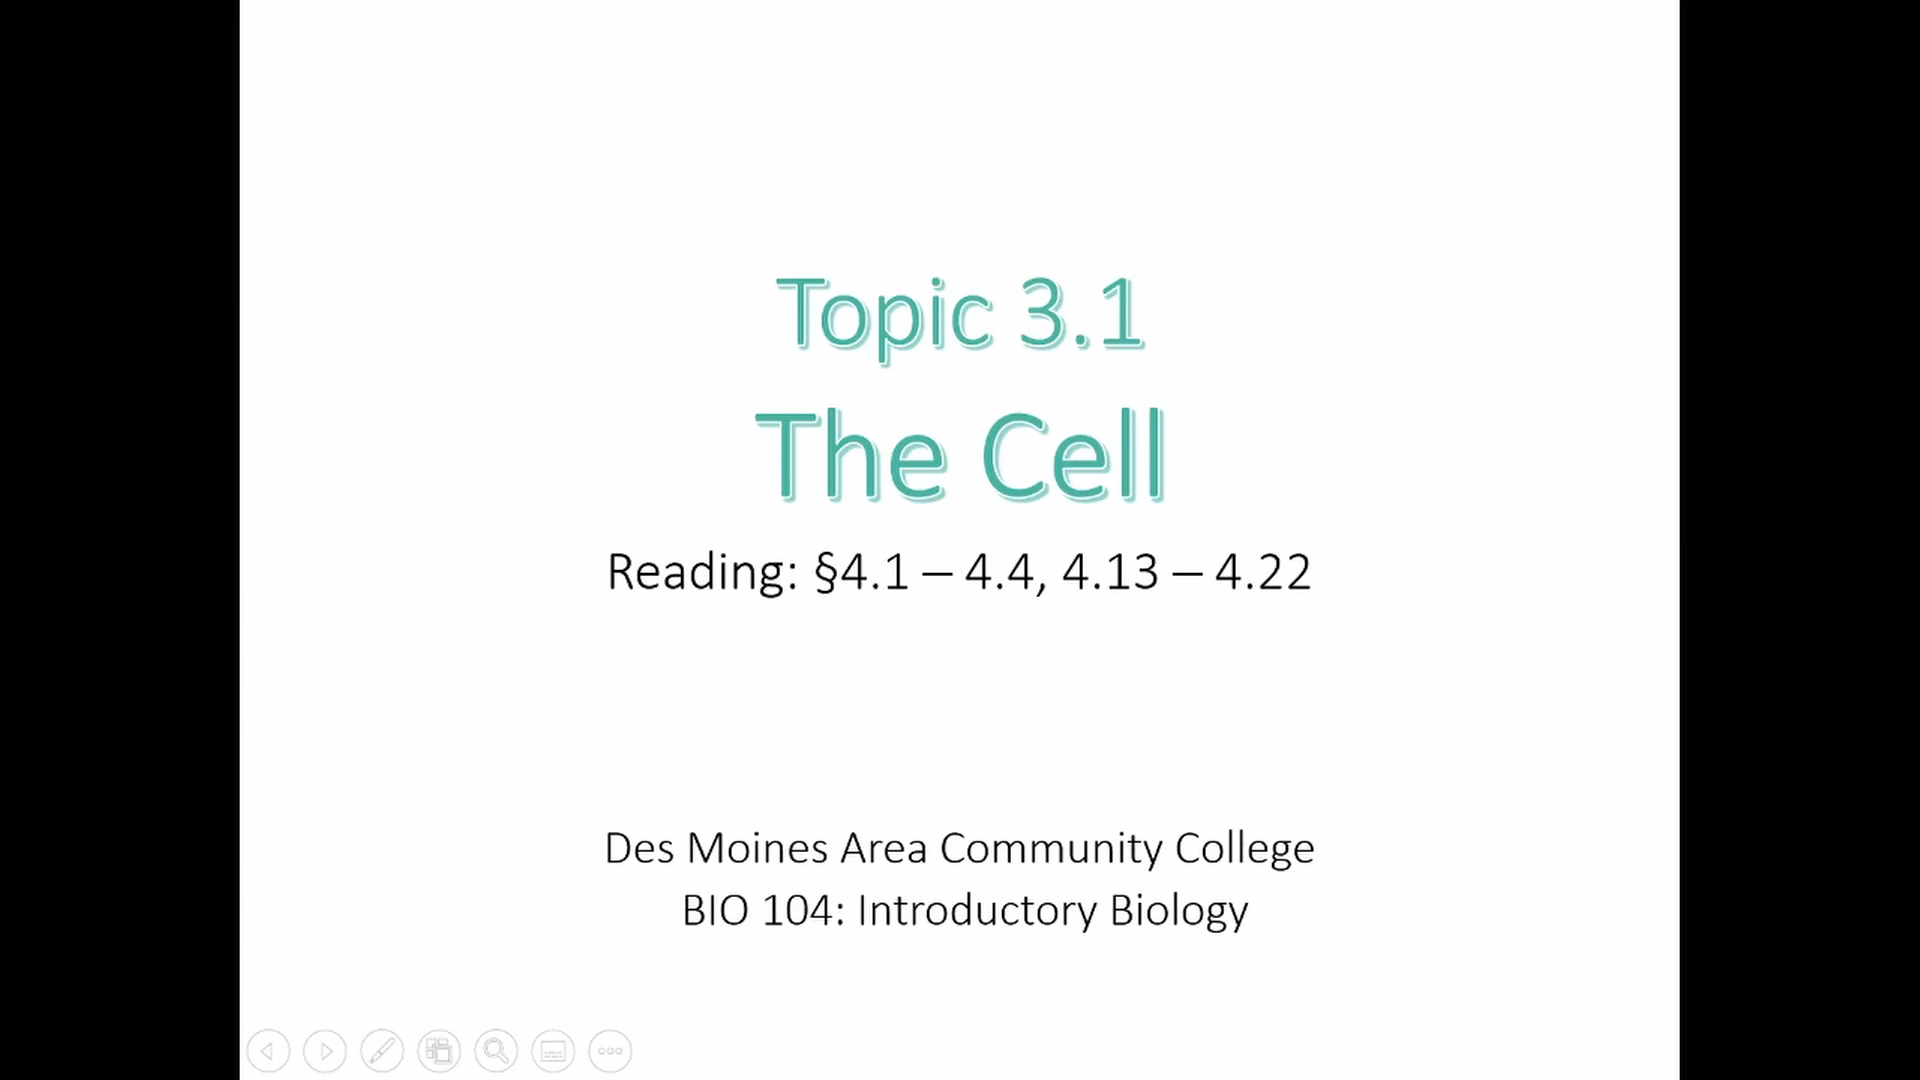 Topic 3.1
The Cell
Reading: §4.1 – 4.4, 4.13 – 4.22
Des Moines Area Community College
BIO 104: Introductory Biology